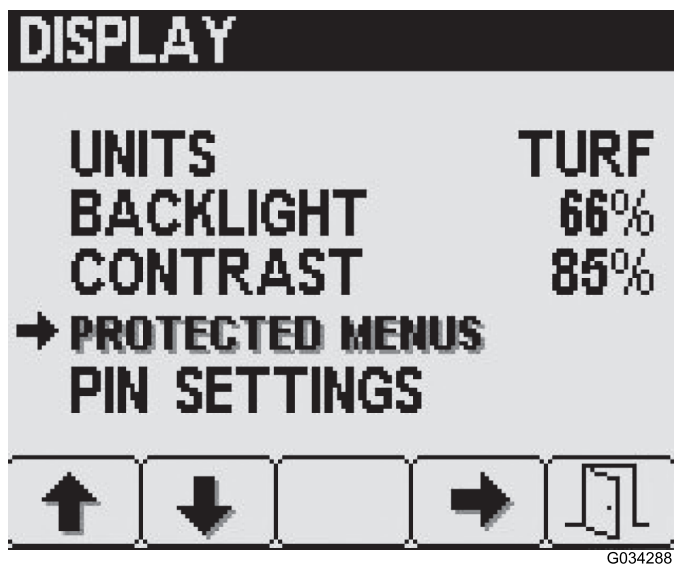 DISPLAY
UNITS TURF
BACKLIGHT 66%
CONTRAST 85%
PROTECTED MENUS
PIN SETTINGS
G034288